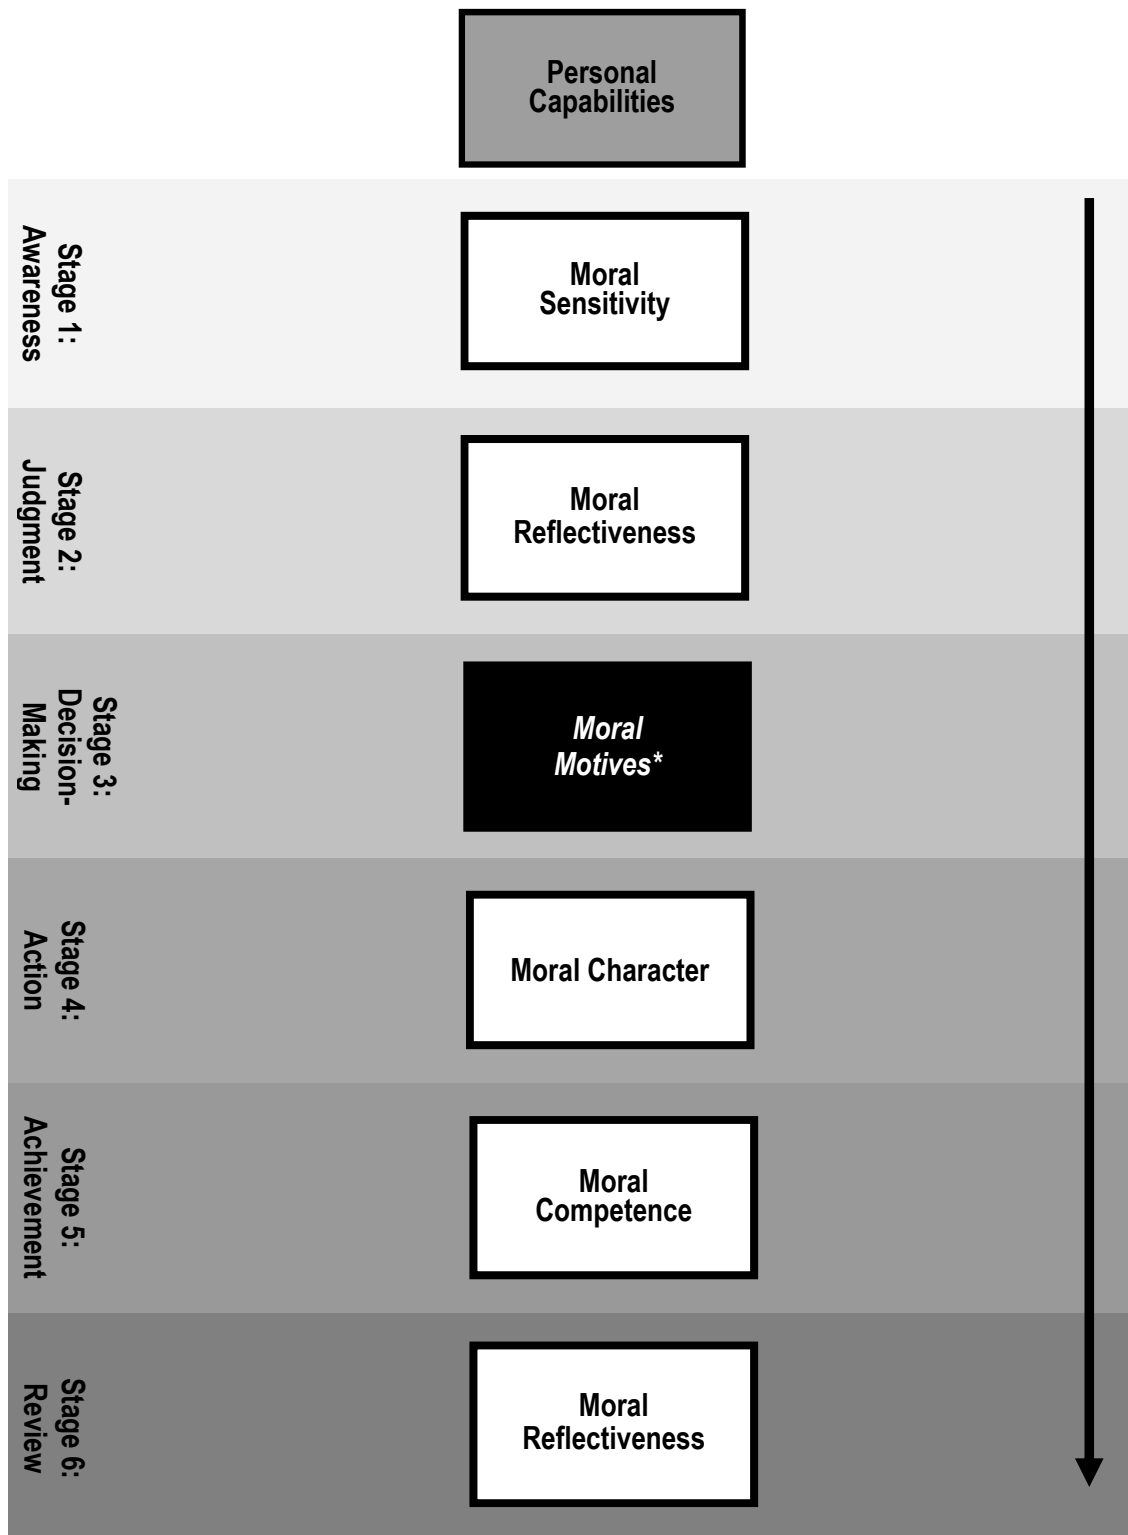 Personal
Capabilities
Stage 1:
Awareness
Moral
Sensitivity
Stage 2:
Judgment
Moral
Reflectiveness
Stage 3:
Decision-
Making
Moral
Motives*
Stage 4:
Action
Moral Character
Stage 5:
Achievement
Moral
Competence
Stage 6:
Review
Moral
Reflectiveness